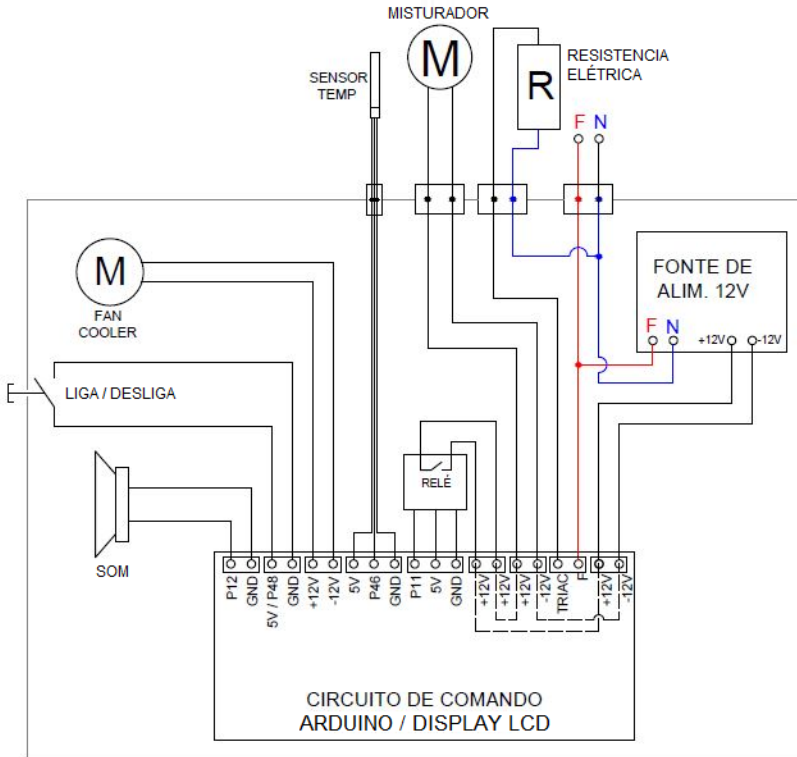 MISTURADOR
M
SENSOR
TEMP
R
RESISTENCIA
ELÉTRICA
F N
M
FAN
COOLER
FONTE DE
ALIM. 12V
F N
+12V
-12V
LIGA / DESLIGA
RELÉ
SOM
P12
GND
5V / P48
GND
+12V
-12V
5V
P46
GND
P11
5V
GND
+12V
+12V
+12V
-12V
TRIAC
F
+12V
-12V
CIRCUITO DE COMANDO
ARDUINO / DISPLAY LCD